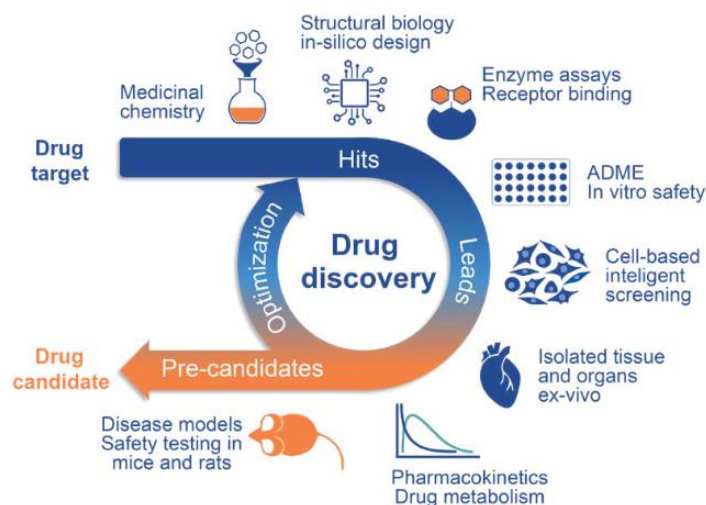 Structural biology
in-silico design
Medicinal
chemistry
Enzyme assays
Receptor binding
Drug
target
Hits
ADME
In vitro safety
Optimization
Drug
discovery
Leads
Cell-based
inteligent
screening
Drug
candidate
Pre-candidates
Isolated tissue
and organs
ex-vivo
Disease models
Safety testing in
mice and rats
Pharmacokinetics
Drug metabolism